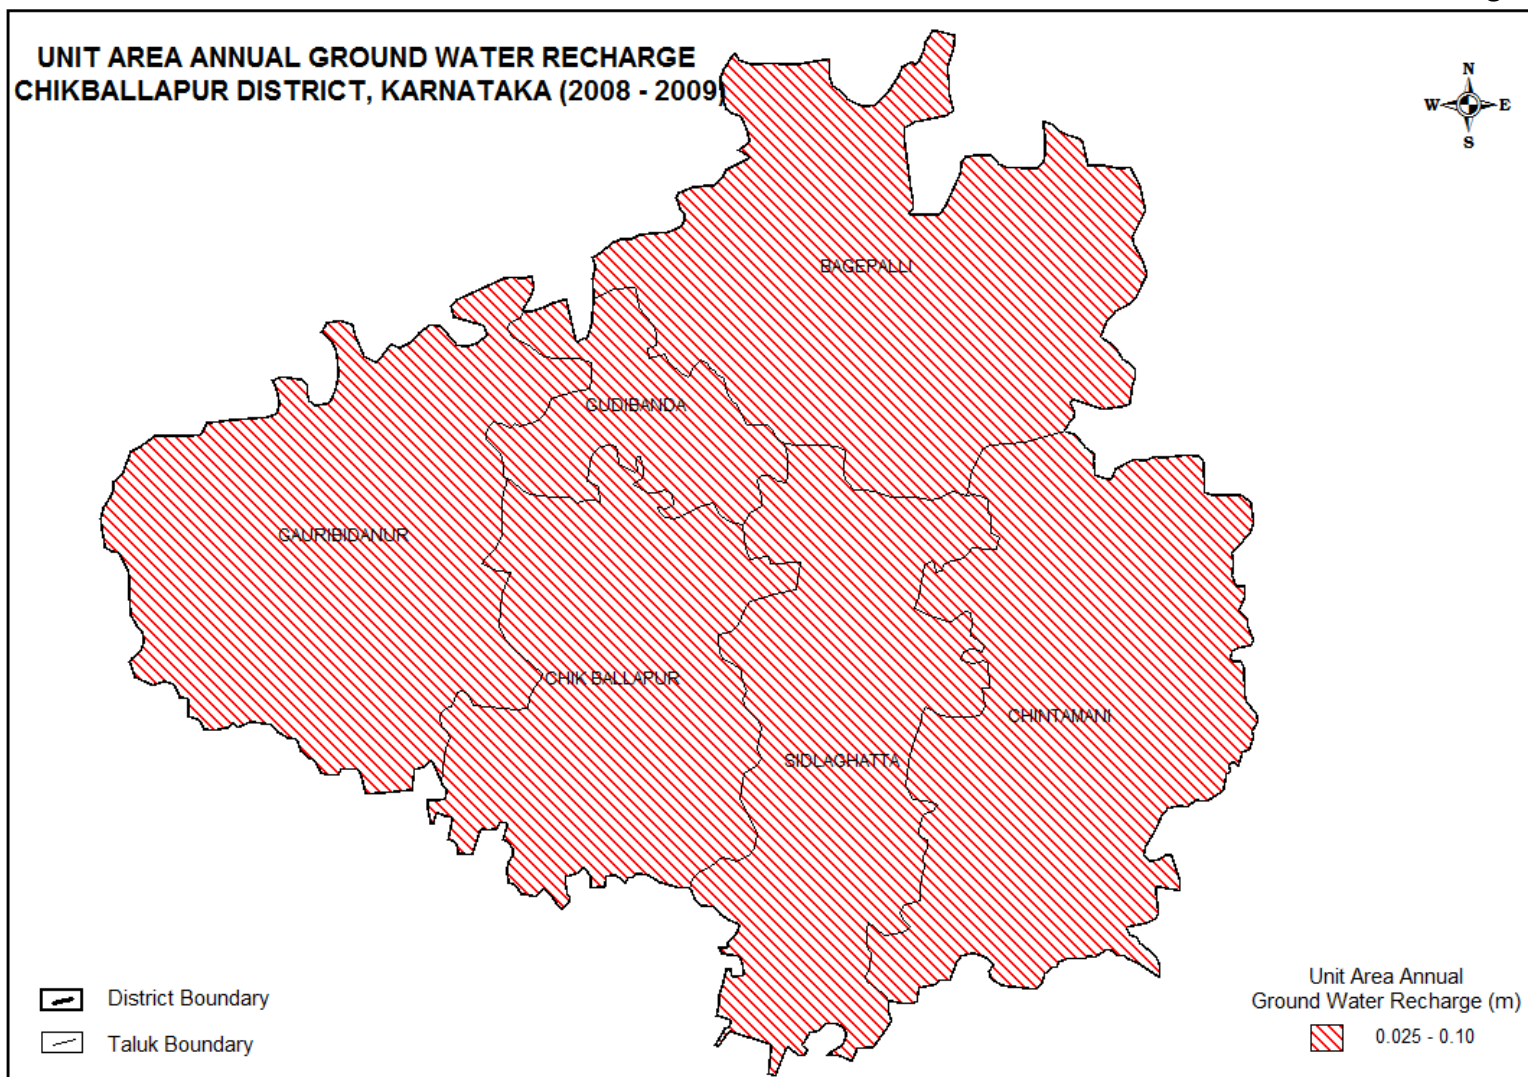 UNIT AREA ANNUAL GROUND WATER RECHARGE
CHIKBALLAPUR DISTRICT, KARNATAKA (2008 - 2009)
N
W E
S
BAGEPALLI
GUDIBANDA
GAURIBIDANUR
CHIK BALLAPUR
CHINTAMANI
SIDLAGHATTA
District Boundary
Taluk Boundary
Unit Area Annual
Ground Water Recharge (m)
0.025 - 0.10